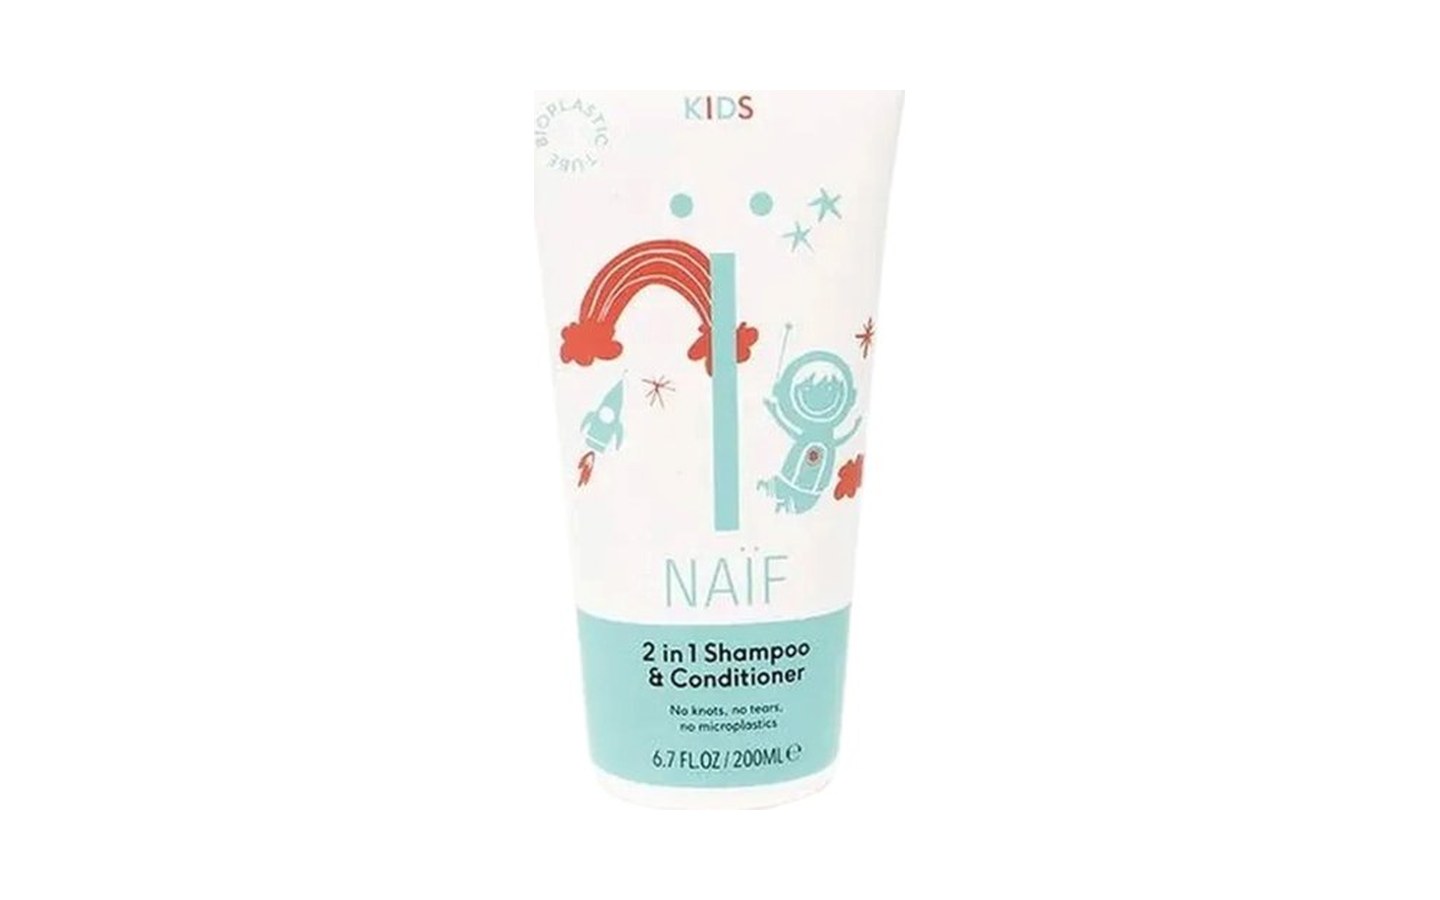 KIDS
BIOPLASTIC TUBE
NAÏF
2 in 1 Shampoo
& Conditioner
No knots, no tears,
no microplastics
6.7 FL.OZ / 200ML ℮